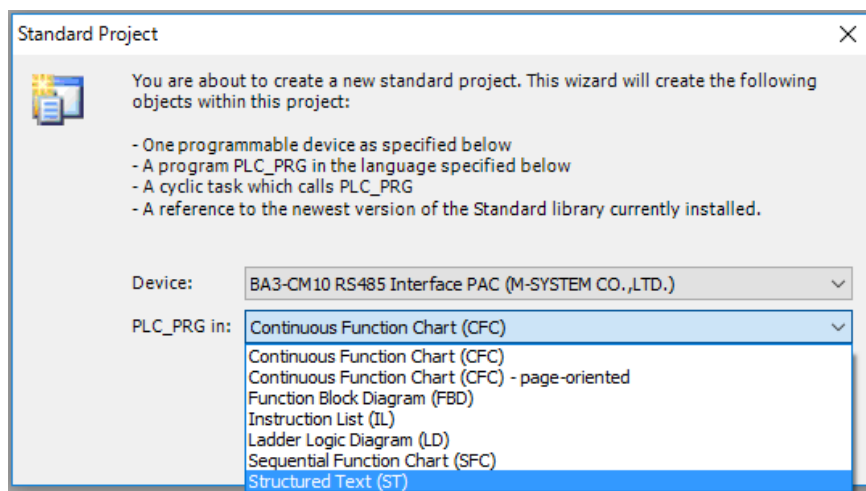 Standard Project
You are about to create a new standard project. This wizard will create the following
objects within this project:
- One programmable device as specified below
- A program PLC_PRG in the language specified below
- A cyclic task which calls PLC_PRG
- A reference to the newest version of the Standard library currently installed.
Device: BA3-CM10 RS485 Interface PAC (M-SYSTEM CO.,LTD.)
PLC_PRG in: Continuous Function Chart (CFC)
Continuous Function Chart (CFC)
Continuous Function Chart (CFC) - page-oriented
Function Block Diagram (FBD)
Instruction List (IL)
Ladder Logic Diagram (LD)
Sequential Function Chart (SFC)
Structured Text (ST)